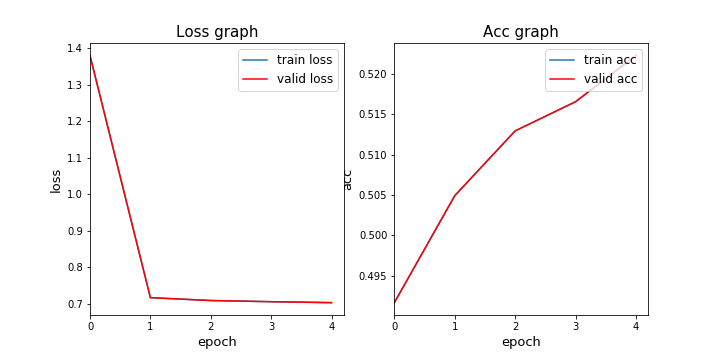 Loss graph
1.4
1.3
1.2
1.1
1.0
0.9
0.8
0.7
loss
0
1
2
3
4
epoch
train loss
valid loss
Acc graph
0.520
0.515
0.510
0.505
0.500
0.495
acc
0
1
2
3
4
epoch
train acc
valid acc